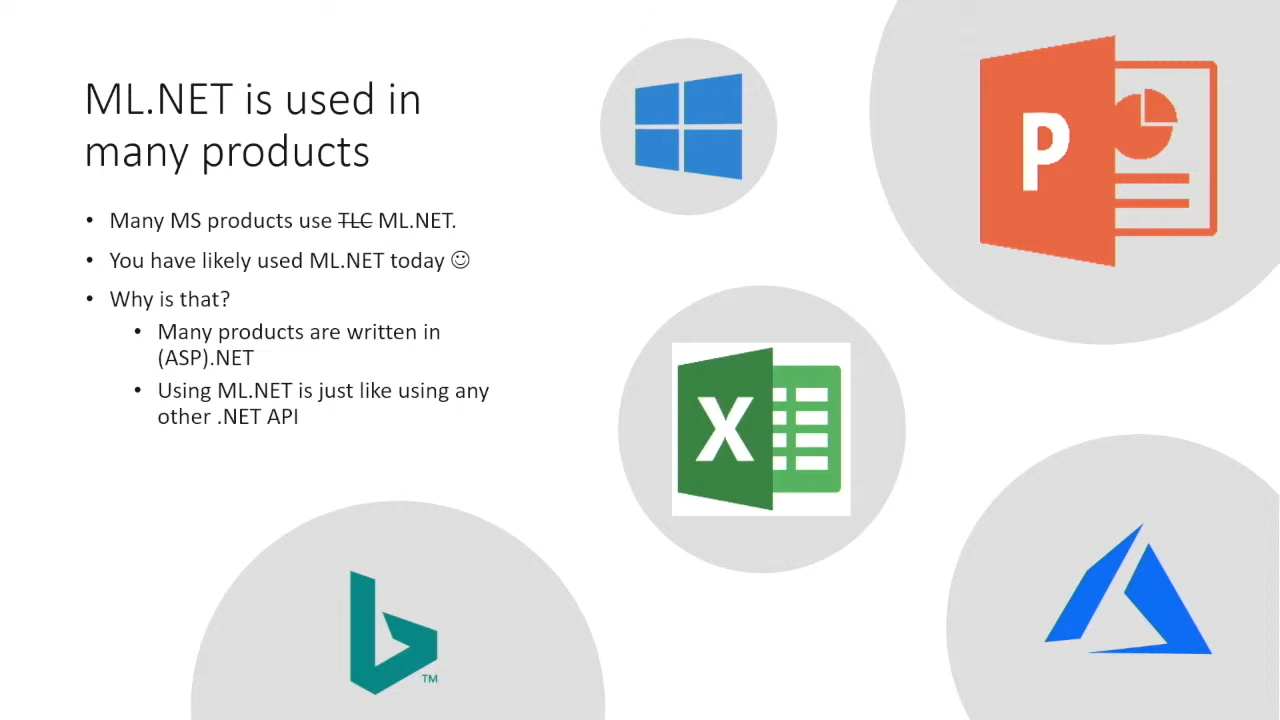 ML.NET is used in
many products
• Many MS products use TLC ML.NET.
• You have likely used ML.NET today ☺
• Why is that?
• Many products are written in
(ASP).NET
• Using ML.NET is just like using any
other .NET API
P
X
b
TM